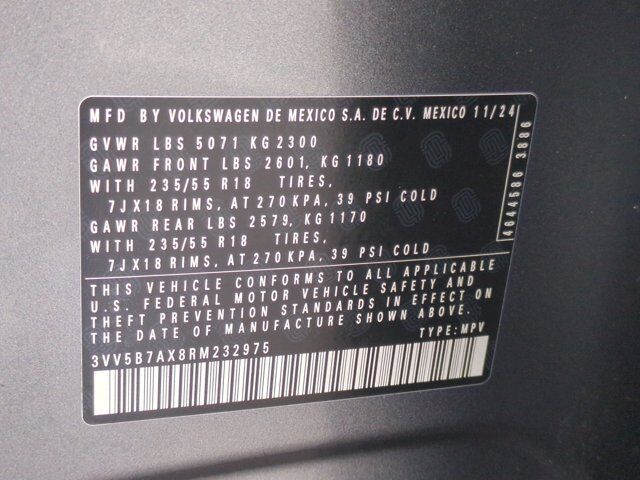 MFD BY VOLKSWAGEN DE MEXICO S.A. DE C.V. MEXICO 11/24
GVWR LBS 5071 KG 2300
GAWR FRONT LBS 2601, KG 1180
WITH 235/55 R18 TIRES,
7JX18 RIMS, AT 270 KPA, 39 PSI COLD
GAWR REAR LBS 2579, KG 1170
WITH 235/55 R18 TIRES,
7JX18 RIMS, AT 270 KPA, 39 PSI COLD
4644586 3886
THIS VEHICLE CONFORMS TO ALL APPLICABLE
U.S. FEDERAL MOTOR VEHICLE SAFETY AND
THEFT PREVENTION STANDARDS IN EFFECT ON
THE DATE OF MANUFACTURE SHOWN ABOVE.
3VV5B7AX8RM232975 TYPE: MPV